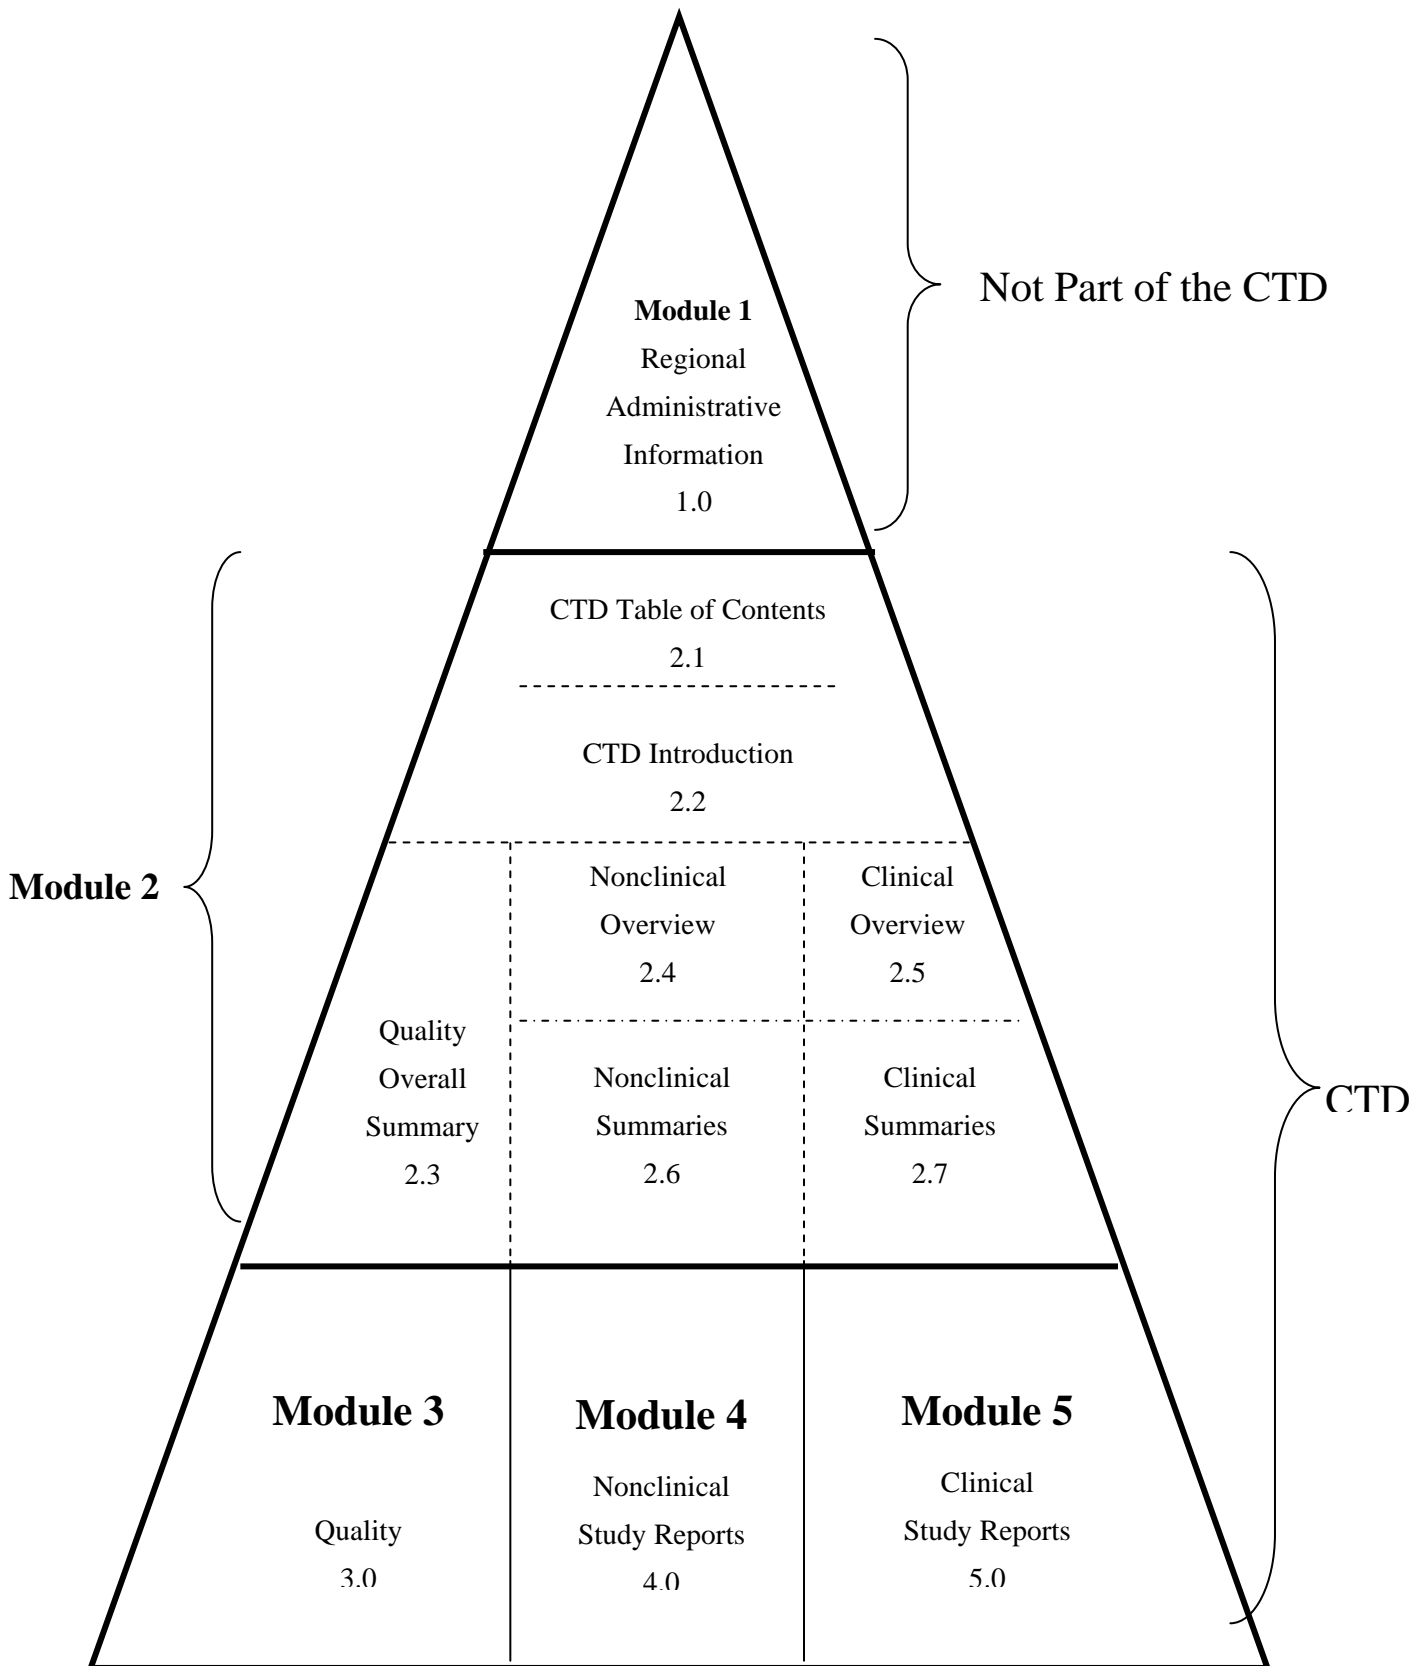 Module 1
Regional
Administrative
Information
1.0
Not Part of the CTD
CTD Table of Contents
2.1
CTD Introduction
2.2
Module 2
Quality
Overall
Summary
2.3
Nonclinical
Overview
2.4
Clinical
Overview
2.5
Nonclinical
Summaries
2.6
Clinical
Summaries
2.7
CTD
Module 3
Quality
3.0
Module 4
Nonclinical
Study Reports
4.0
Module 5
Clinical
Study Reports
5.0